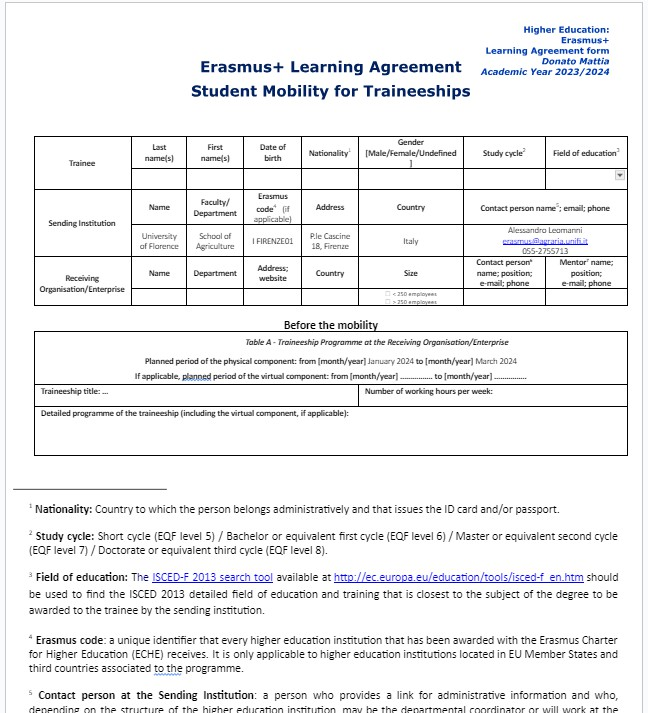 Higher Education:
Erasmus+
Learning Agreement form
Donato Mattia
Academic Year 2023/2024
Erasmus+ Learning Agreement
Student Mobility for Traineeships
Trainee
Last name(s)
First name(s)
Date of birth
Nationality1
Gender [Male/Female/Undefined]
Study cycle2
Field of education3
Sending Institution
Name
Faculty/ Department
Erasmus code4 (if applicable)
Address
Country
Contact person name5; email; phone
University of Florence
School of Agriculture
I FIRENZE01
P.le Cascine 18, Firenze
Italy
Alessandro Leomanni
erasmus@agraria.unifi.it
055-2755713
Receiving Organisation/Enterprise
Name
Department
Address; website
Country
Size
Contact person6 name; position; e-mail; phone
Mentor7 name; position; e-mail; phone
☐ < 250 employees
☐ > 250 employees
Before the mobility
Table A - Traineeship Programme at the Receiving Organisation/Enterprise
Planned period of the physical component: from [month/year] January 2024 to [month/year] March 2024
If applicable, planned period of the virtual component: from [month/year] ............... to [month/year] ...............
Traineeship title: ...
Number of working hours per week:
Detailed programme of the traineeship (including the virtual component, if applicable):
1 Nationality: Country to which the person belongs administratively and that issues the ID card and/or passport.
2 Study cycle: Short cycle (EQF level 5) / Bachelor or equivalent first cycle (EQF level 6) / Master or equivalent second cycle
(EQF level 7) / Doctorate or equivalent third cycle (EQF level 8).
3 Field of education: The ISCED-F 2013 search tool available at http://ec.europa.eu/education/tools/isced-f_en.htm should
be used to find the ISCED 2013 detailed field of education and training that is closest to the subject of the degree to be
awarded to the trainee by the sending institution.
4 Erasmus code: a unique identifier that every higher education institution that has been awarded with the Erasmus Charter
for Higher Education (ECHE) receives. It is only applicable to higher education institutions located in EU Member States and
third countries associated to the programme.
5 Contact person at the Sending Institution: a person who provides a link for administrative information and who,
depending on the structure of the higher education institution, may be the departmental coordinator or will work at the